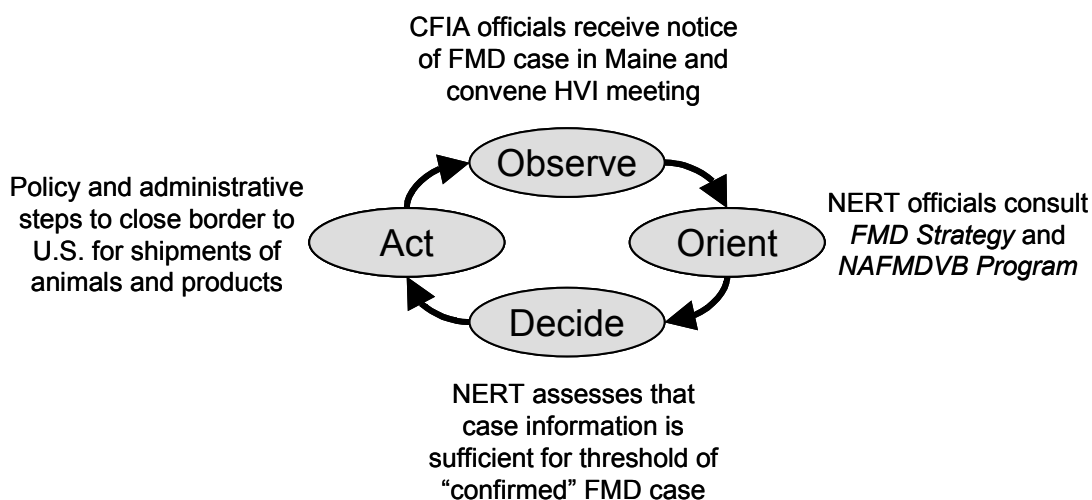 CFIA officials receive notice
of FMD case in Maine and
convene HVI meeting
Observe
Policy and administrative
steps to close border to
U.S. for shipments of
animals and products
Act
Orient
NERT officials consult
FMD Strategy and
NAFMDVB Program
Decide
NERT assesses that
case information is
sufficient for threshold of
“confirmed” FMD case